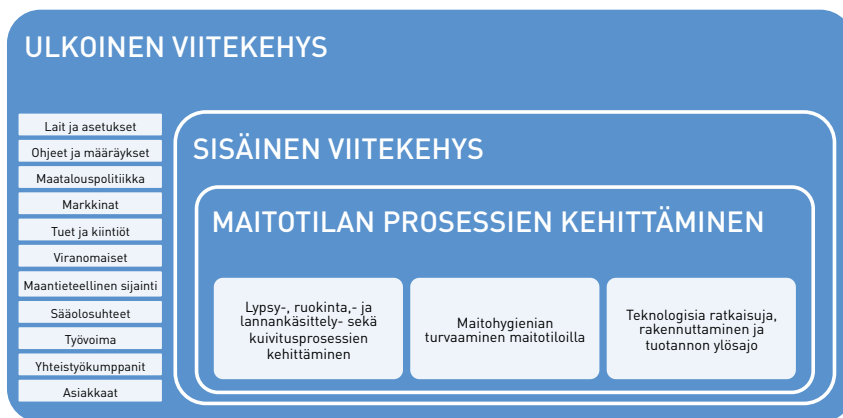 ULKOINEN VIITEKEHYS
Lait ja asetukset
Ohjeet ja määräykset
Maatalouspolitiikka
Markkinat
Tuet ja kiintiöt
Viranomaiset
Maantieteellinen sijainti
Sääolosuhteet
Työvoima
Yhteistyökumppanit
Asiakkaat
SISÄINEN VIITEKEHYS
MAITOTILAN PROSESSIEN KEHITTÄMINEN
Lypsy-, ruokinta,- ja
lannankäsittely- sekä
kuivitusprosessien
kehittäminen
Maitohygienian
turvaaminen maitotiloilla
Teknologisia ratkaisuja,
rakennuttaminen ja
tuotannon ylösajo